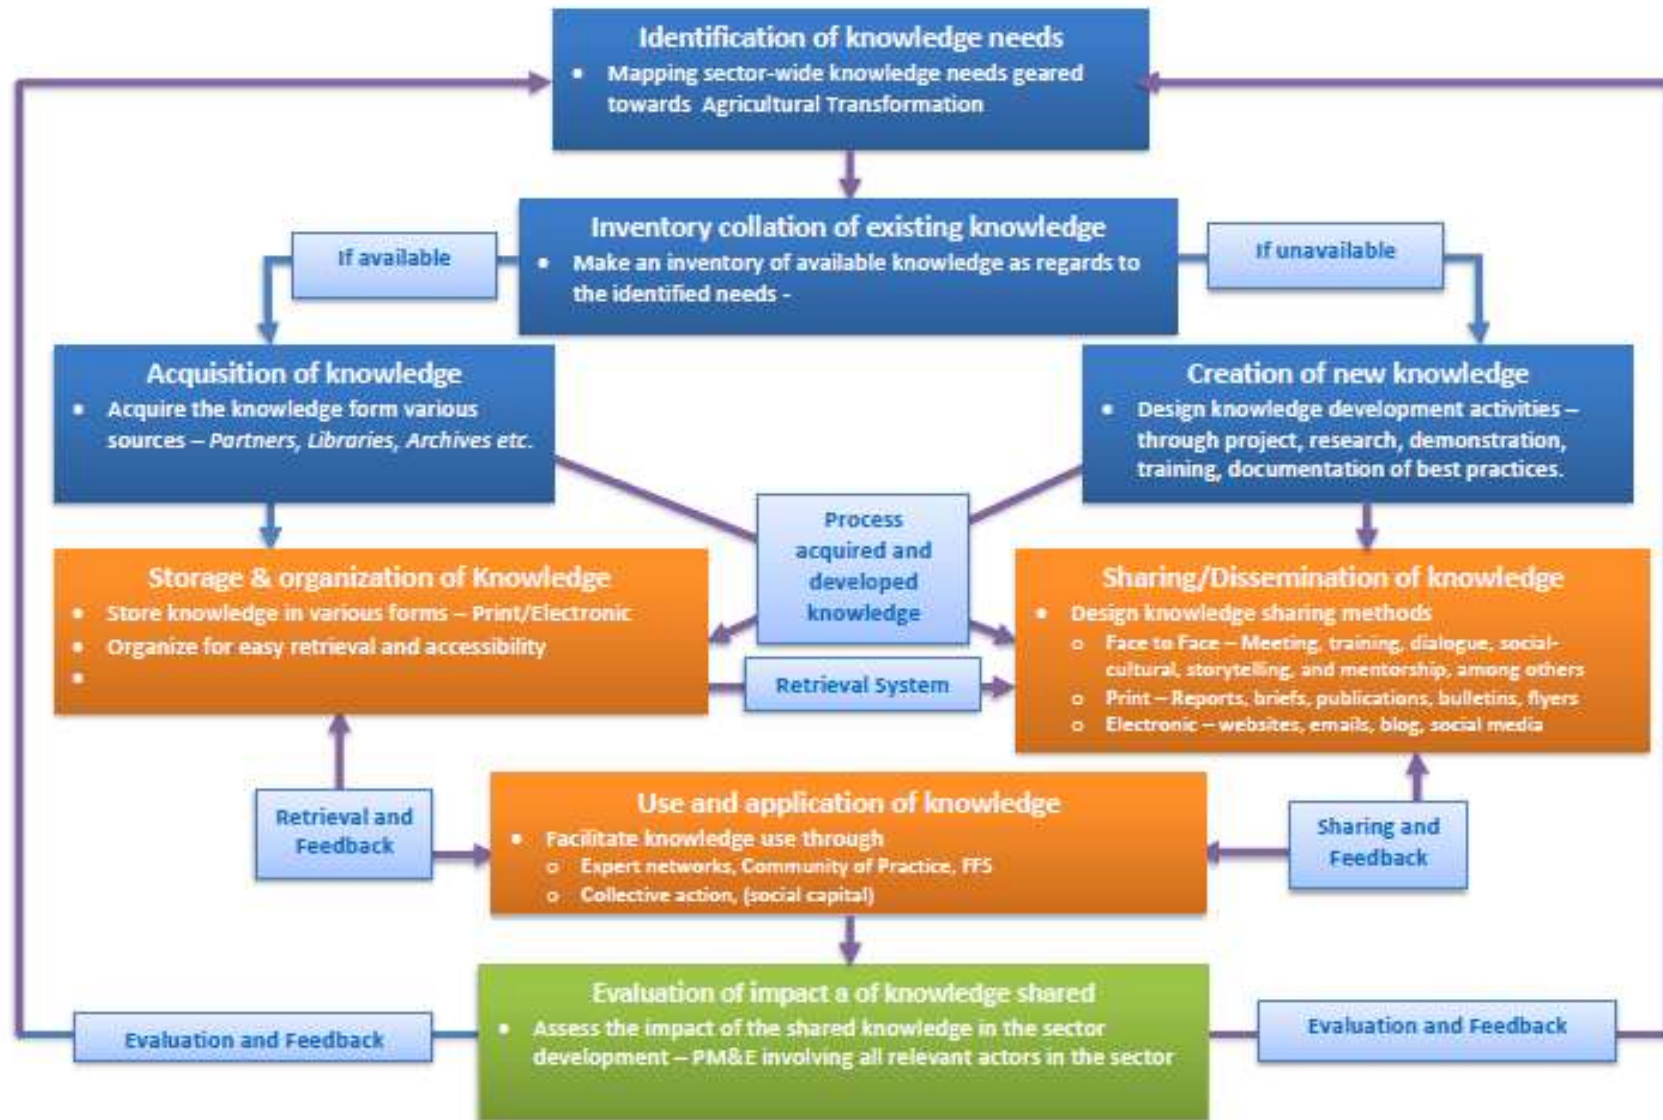 Identification of knowledge needs
• Mapping sector-wide knowledge needs geared
towards Agricultural Transformation
Inventory collation of existing knowledge
• Make an inventory of available knowledge as regards to
the identified needs -
If available
If unavailable
Acquisition of knowledge
• Acquire the knowledge form various
sources – Partners, Libraries, Archives etc.
Creation of new knowledge
• Design knowledge development activities –
through project, research, demonstration,
training, documentation of best practices.
Process
acquired and
developed
knowledge
Storage & organization of Knowledge
• Store knowledge in various forms – Print/Electronic
• Organize for easy retrieval and accessibility
•
Retrieval System
Sharing/Dissemination of knowledge
• Design knowledge sharing methods
o Face to Face – Meeting, training, dialogue, social-
cultural, storytelling, and mentorship, among others
o Print – Reports, briefs, publications, bulletins, flyers
o Electronic – websites, emails, blog, social media
Retrieval and
Feedback
Use and application of knowledge
• Facilitate knowledge use through
o Expert networks, Community of Practice, FFS
o Collective action, (social capital)
Sharing and
Feedback
Evaluation of impact a of knowledge shared
• Assess the impact of the shared knowledge in the sector
development – PM&E involving all relevant actors in the sector
Evaluation and Feedback
Evaluation and Feedback